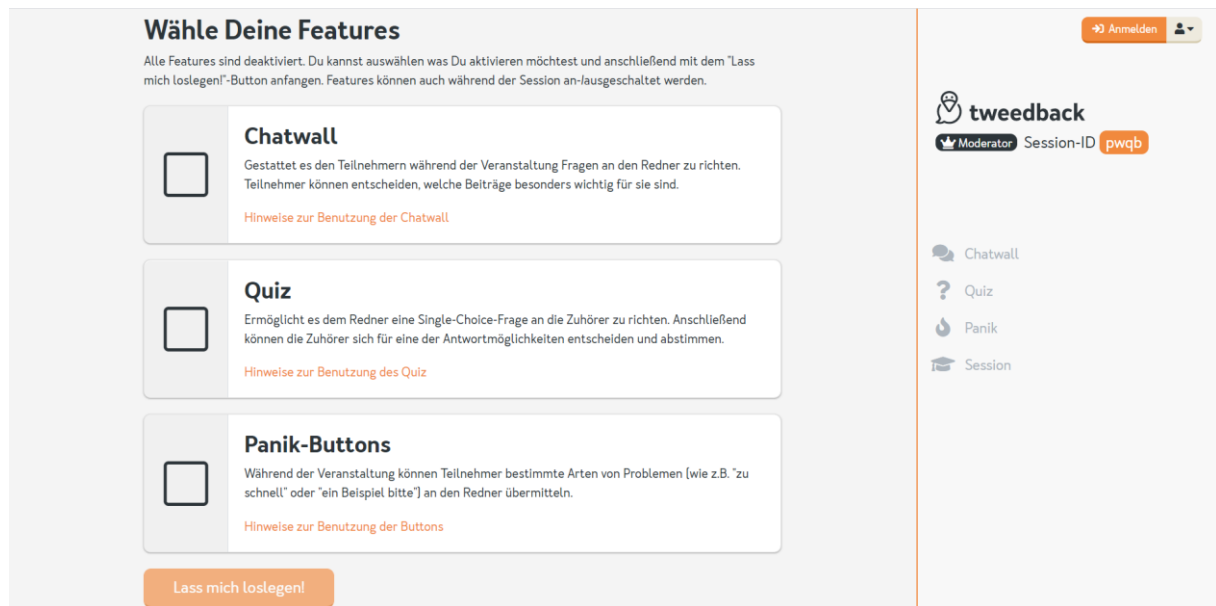 Wähle Deine Features
Alle Features sind deaktiviert. Du kannst auswählen was Du aktivieren möchtest und anschließend mit dem "Lass
mich loslegen!"-Button anfangen. Features können auch während der Session an-/ausgeschaltet werden.
Chatwall
Gestattet es den Teilnehmern während der Veranstaltung Fragen an den Redner zu richten.
Teilnehmer können entscheiden, welche Beiträge besonders wichtig für sie sind.
Hinweise zur Benutzung der Chatwall
Quiz
Ermöglicht es dem Redner eine Single-Choice-Frage an die Zuhörer zu richten. Anschließend
können die Zuhörer sich für eine der Antwortmöglichkeiten entscheiden und abstimmen.
Hinweise zur Benutzung des Quiz
Panik-Buttons
Während der Veranstaltung können Teilnehmer bestimmte Arten von Problemen (wie z.B. "zu
schnell" oder "ein Beispiel bitte") an den Redner übermitteln.
Hinweise zur Benutzung der Buttons
Lass mich loslegen!
Anmelden
tweedback
Moderator Session-ID pwqb
Chatwall
Quiz
Panik
Session